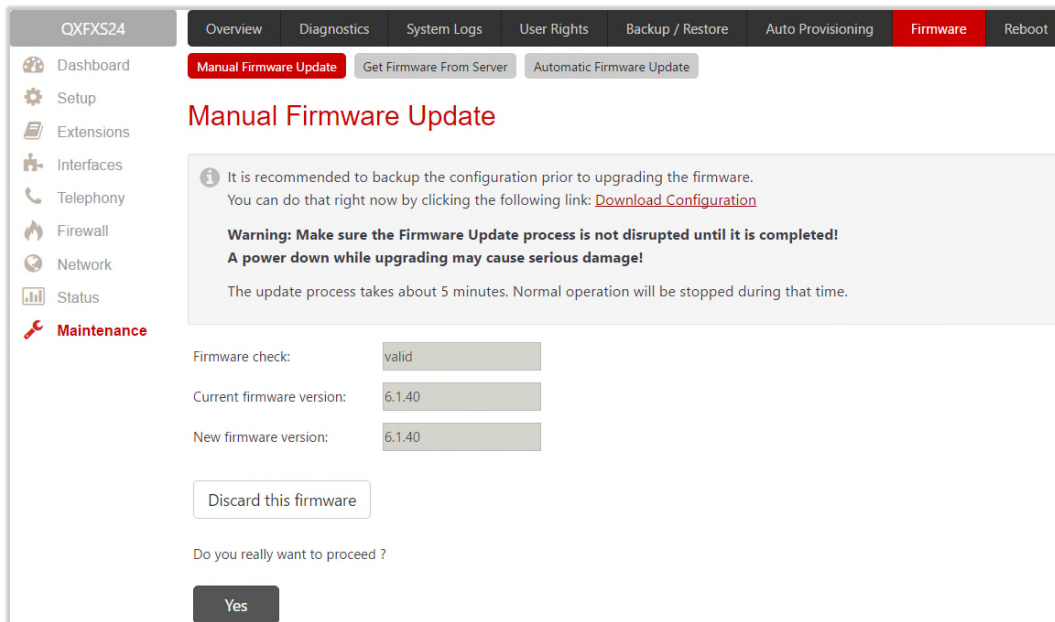 QXFXS24
Overview Diagnostics System Logs User Rights Backup / Restore Auto Provisioning Firmware Reboot
Dashboard
Setup
Extensions
Interfaces
Telephony
Firewall
Network
Status
Maintenance
Manual Firmware Update Get Firmware From Server Automatic Firmware Update
Manual Firmware Update
It is recommended to backup the configuration prior to upgrading the firmware.
You can do that right now by clicking the following link: Download Configuration
Warning: Make sure the Firmware Update process is not disrupted until it is completed!
A power down while upgrading may cause serious damage!
The update process takes about 5 minutes. Normal operation will be stopped during that time.
Firmware check: valid
Current firmware version: 6.1.40
New firmware version: 6.1.40
Discard this firmware
Do you really want to proceed ?
Yes